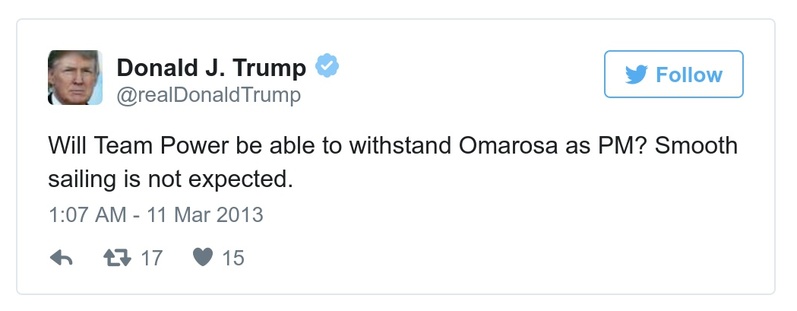 Donald J. Trump
@realDonaldTrump
Follow
Will Team Power be able to withstand Omarosa as PM? Smooth
sailing is not expected.
1:07 AM - 11 Mar 2013
17 15